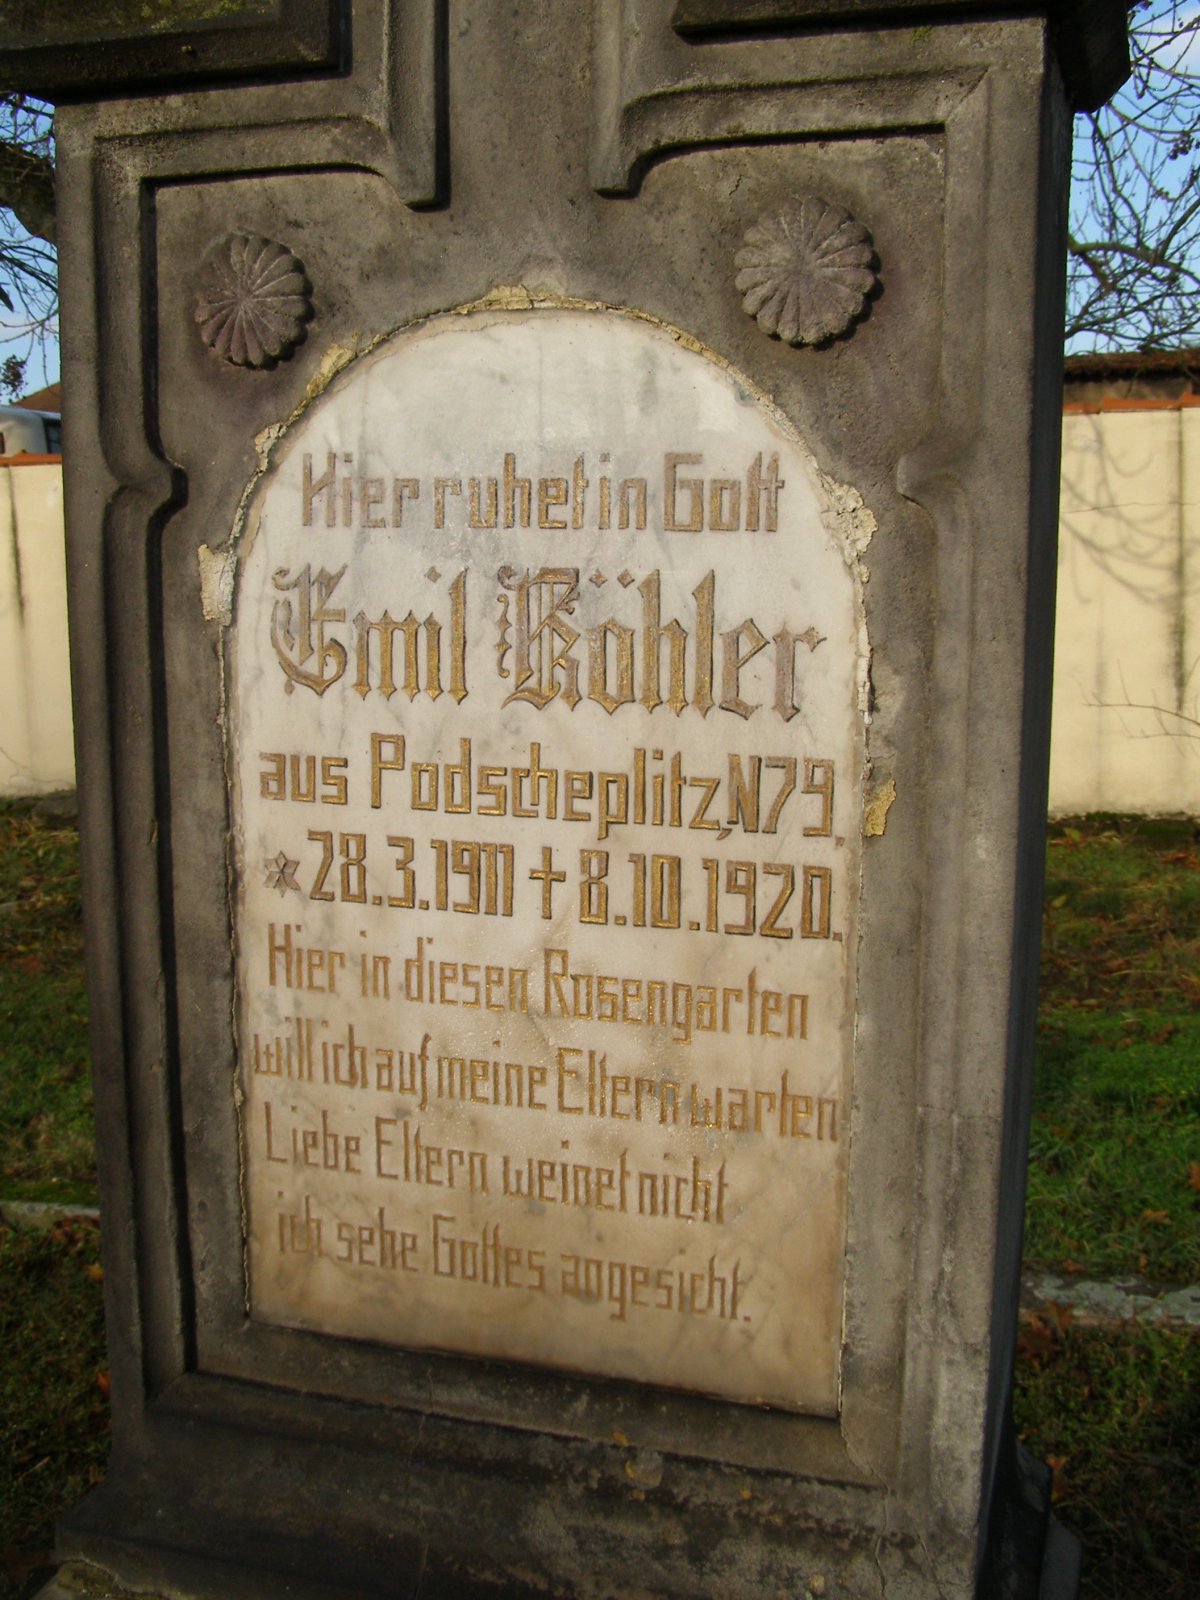 Hier ruhet in Gott
Emil Köhler
aus Podscheplitz, N 79.
* 28.3.1911 † 8.10.1920.
Hier in diesen Rosengarten
will ich auf meine Eltern warten
Liebe Eltern weinet nicht
ich sehe Gottes angesicht.